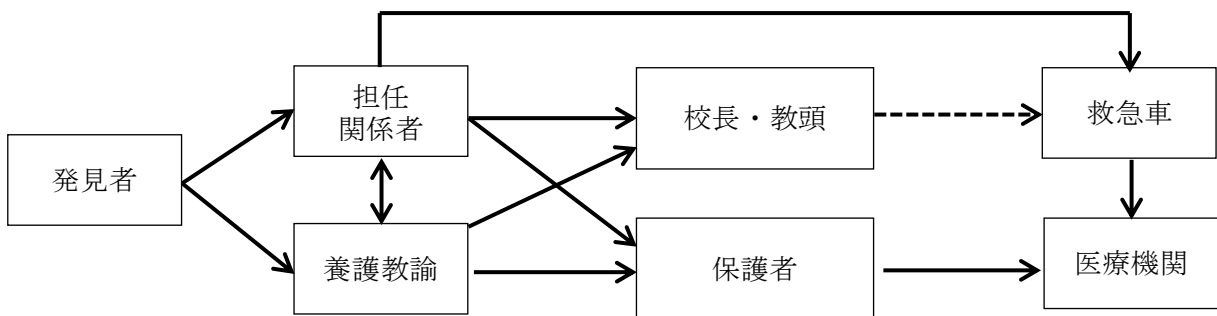 発見者
担任
関係者
養護教諭
校長・教頭
保護者
救急車
医療機関